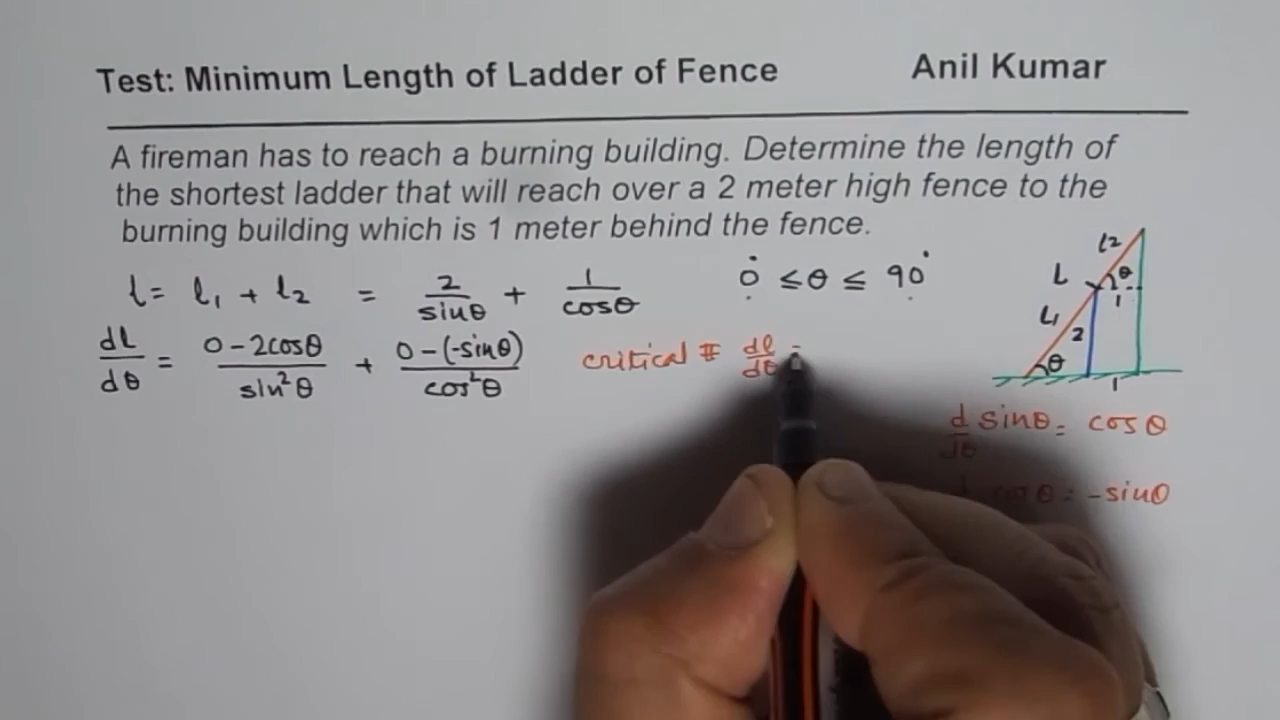 Test: Minimum Length of Ladder of Fence Anil Kumar
A fireman has to reach a burning building. Determine the length of
the shortest ladder that will reach over a 2 meter high fence to the
burning building which is 1 meter behind the fence.
l = l₁ + l₂ = 2/sinθ + 1/cosθ 0° ≤ θ ≤ 90°
dl/dθ = (0 - 2cosθ)/sin²θ + (0 - (-sinθ))/cos²θ critical # dl/dθ
l₂
L
θ
1
L₁
2
θ
1
d/dθ sinθ = cosθ
cosθ = -sinθ